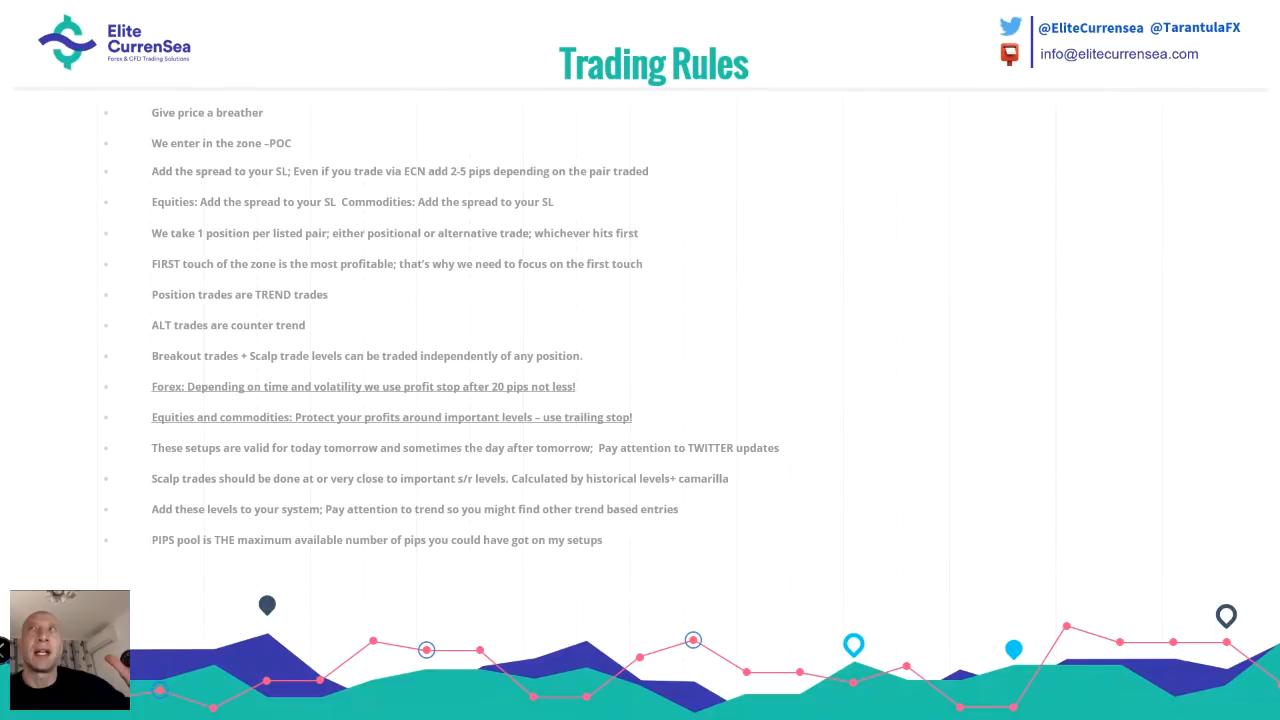 Elite
CurrenSea
Forex & CFD Trading Solutions
Trading Rules
@EliteCurrensea @TarantulaFX
info@elitecurrensea.com
Give price a breather
We enter in the zone –POC
Add the spread to your SL; Even if you trade via ECN add 2-5 pips depending on the pair traded
Equities: Add the spread to your SL  Commodities: Add the spread to your SL
We take 1 position per listed pair; either positional or alternative trade; whichever hits first
FIRST touch of the zone is the most profitable; that’s why we need to focus on the first touch
Position trades are TREND trades
ALT trades are counter trend
Breakout trades + Scalp trade levels can be traded independently of any position.
Forex: Depending on time and volatility we use profit stop after 20 pips not less!
Equities and commodities: Protect your profits around important levels – use trailing stop!
These setups are valid for today tomorrow and sometimes the day after tomorrow;  Pay attention to TWITTER updates
Scalp trades should be done at or very close to important s/r levels. Calculated by historical levels+ camarilla
Add these levels to your system; Pay attention to trend so you might find other trend based entries
PIPS pool is THE maximum available number of pips you could have got on my setups